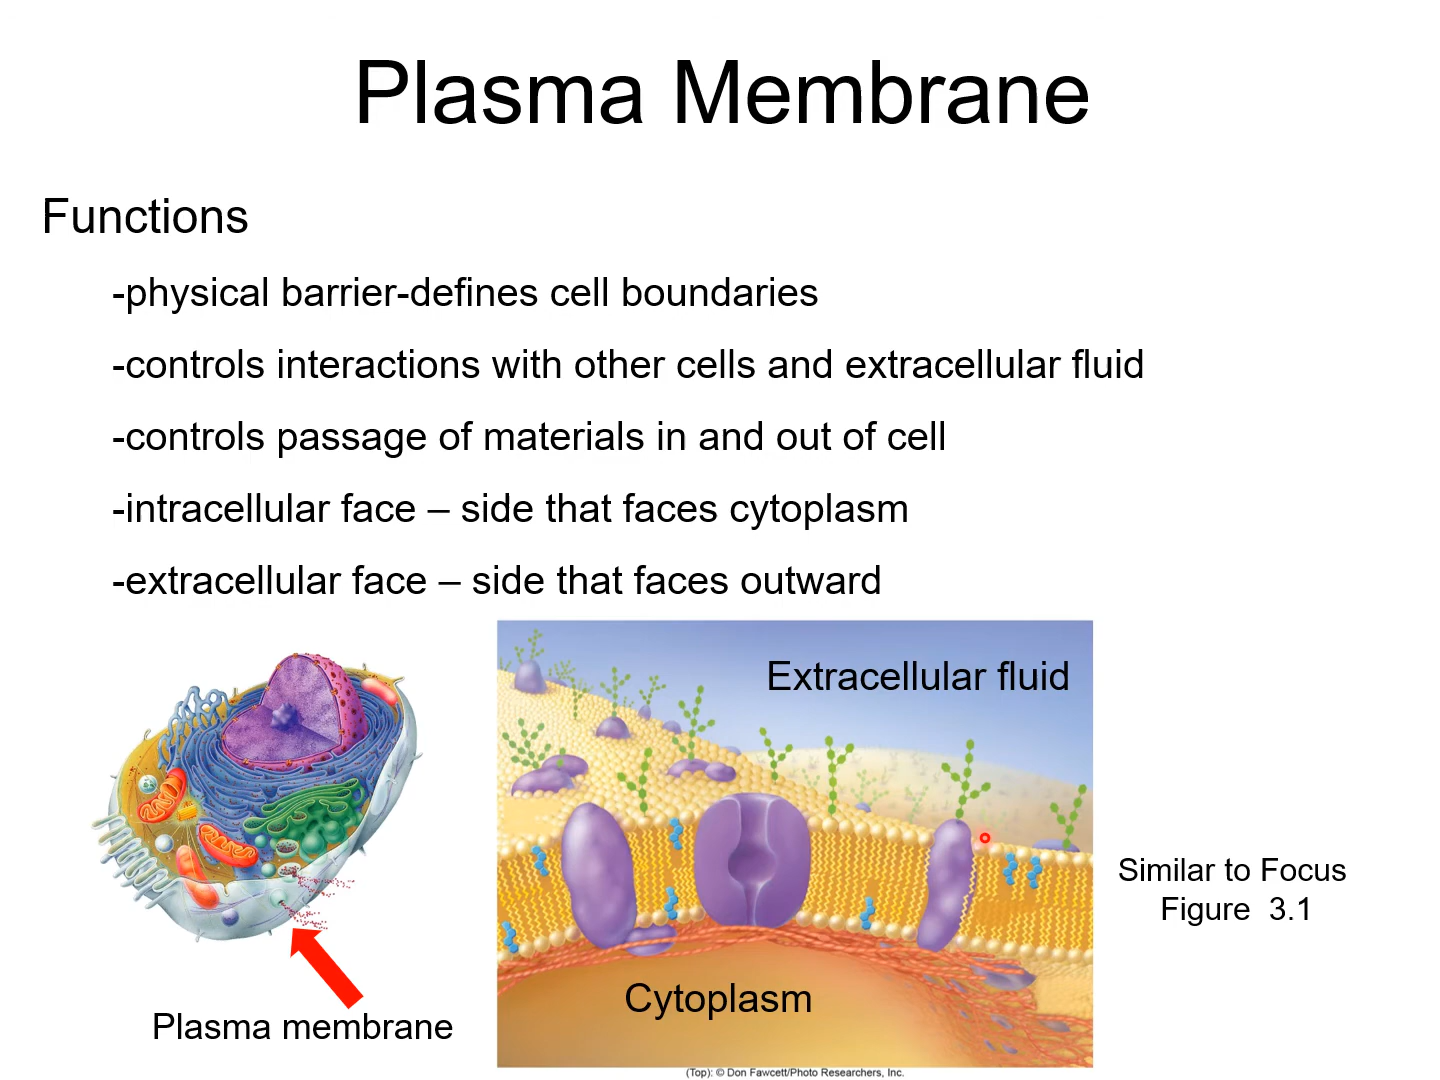 Plasma Membrane
Functions
-physical barrier-defines cell boundaries
-controls interactions with other cells and extracellular fluid
-controls passage of materials in and out of cell
-intracellular face – side that faces cytoplasm
-extracellular face – side that faces outward
Extracellular fluid
Similar to Focus
Figure 3.1
Cytoplasm
Plasma membrane
(Top): © Don Fawcett/Photo Researchers, Inc.